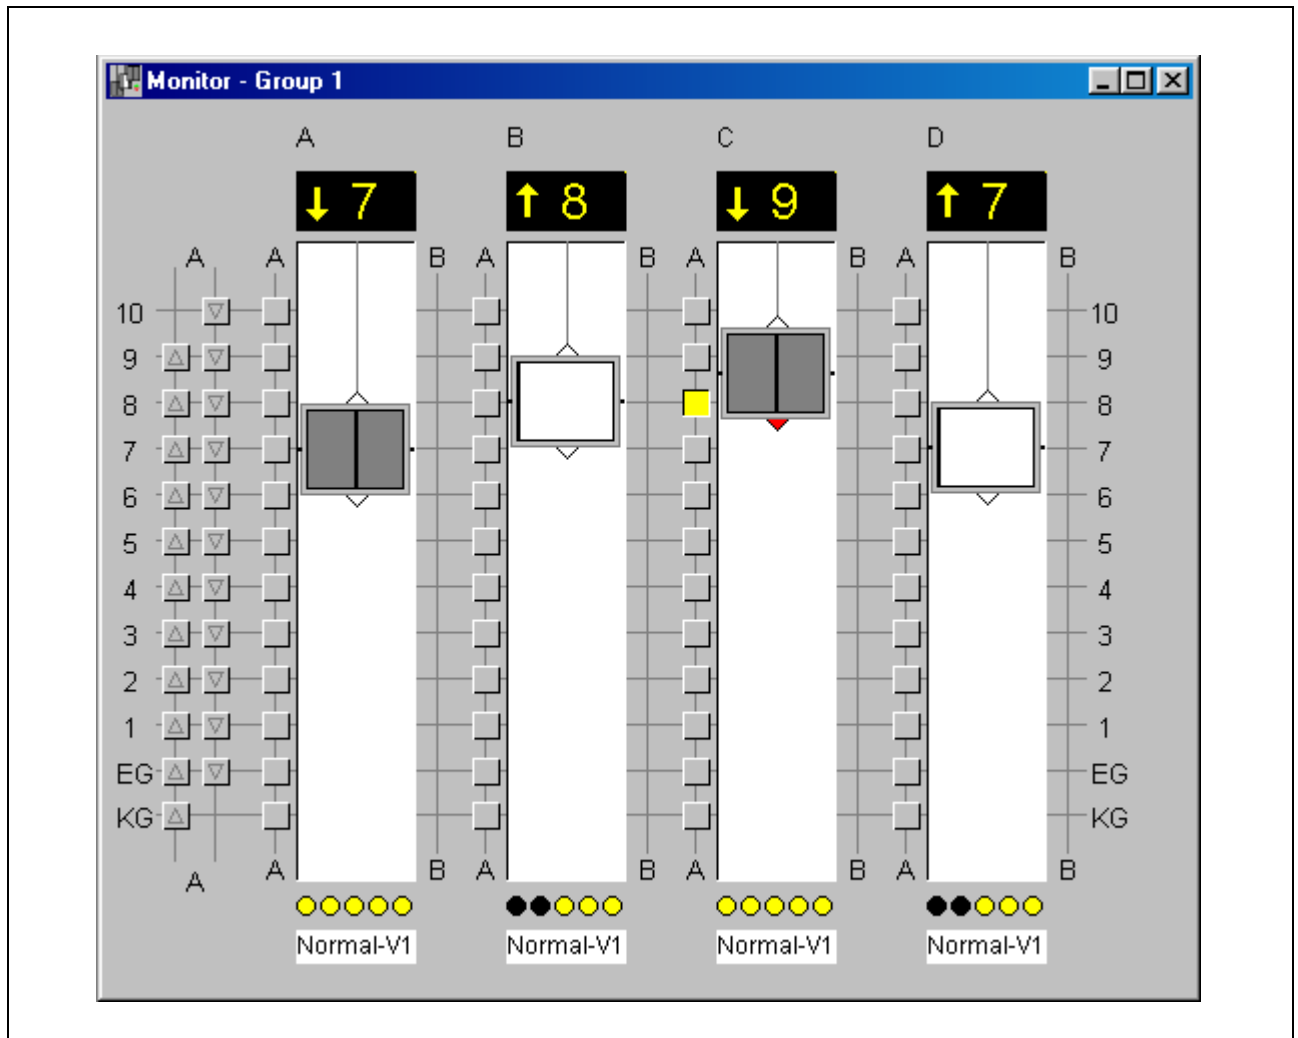 Monitor - Group 1
A B C D
↓ 7 ↑ 8 ↓ 9 ↑ 7
A A B A B A B A B
10 10
9 9
8 8
7 7
6 6
5 5
4 4
3 3
2 2
1 1
EG EG
KG KG
A A B A B A B A B
Normal-V1 Normal-V1 Normal-V1 Normal-V1